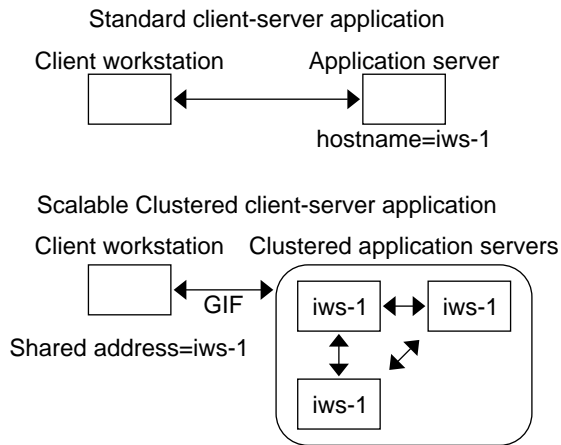 Standard client-server application
Client workstation
Application server
hostname=iws-1
Scalable Clustered client-server application
Client workstation
Clustered application servers
GIF
iws-1
iws-1
Shared address=iws-1
iws-1